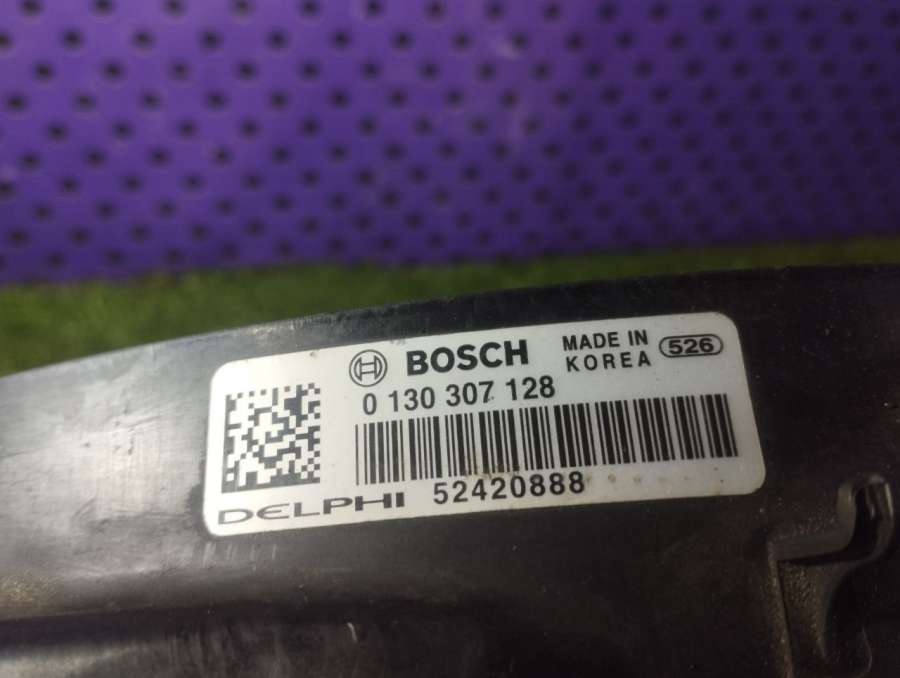 BOSCH
MADE IN
KOREA 526
0 130 307 128
DELPHI 52420888